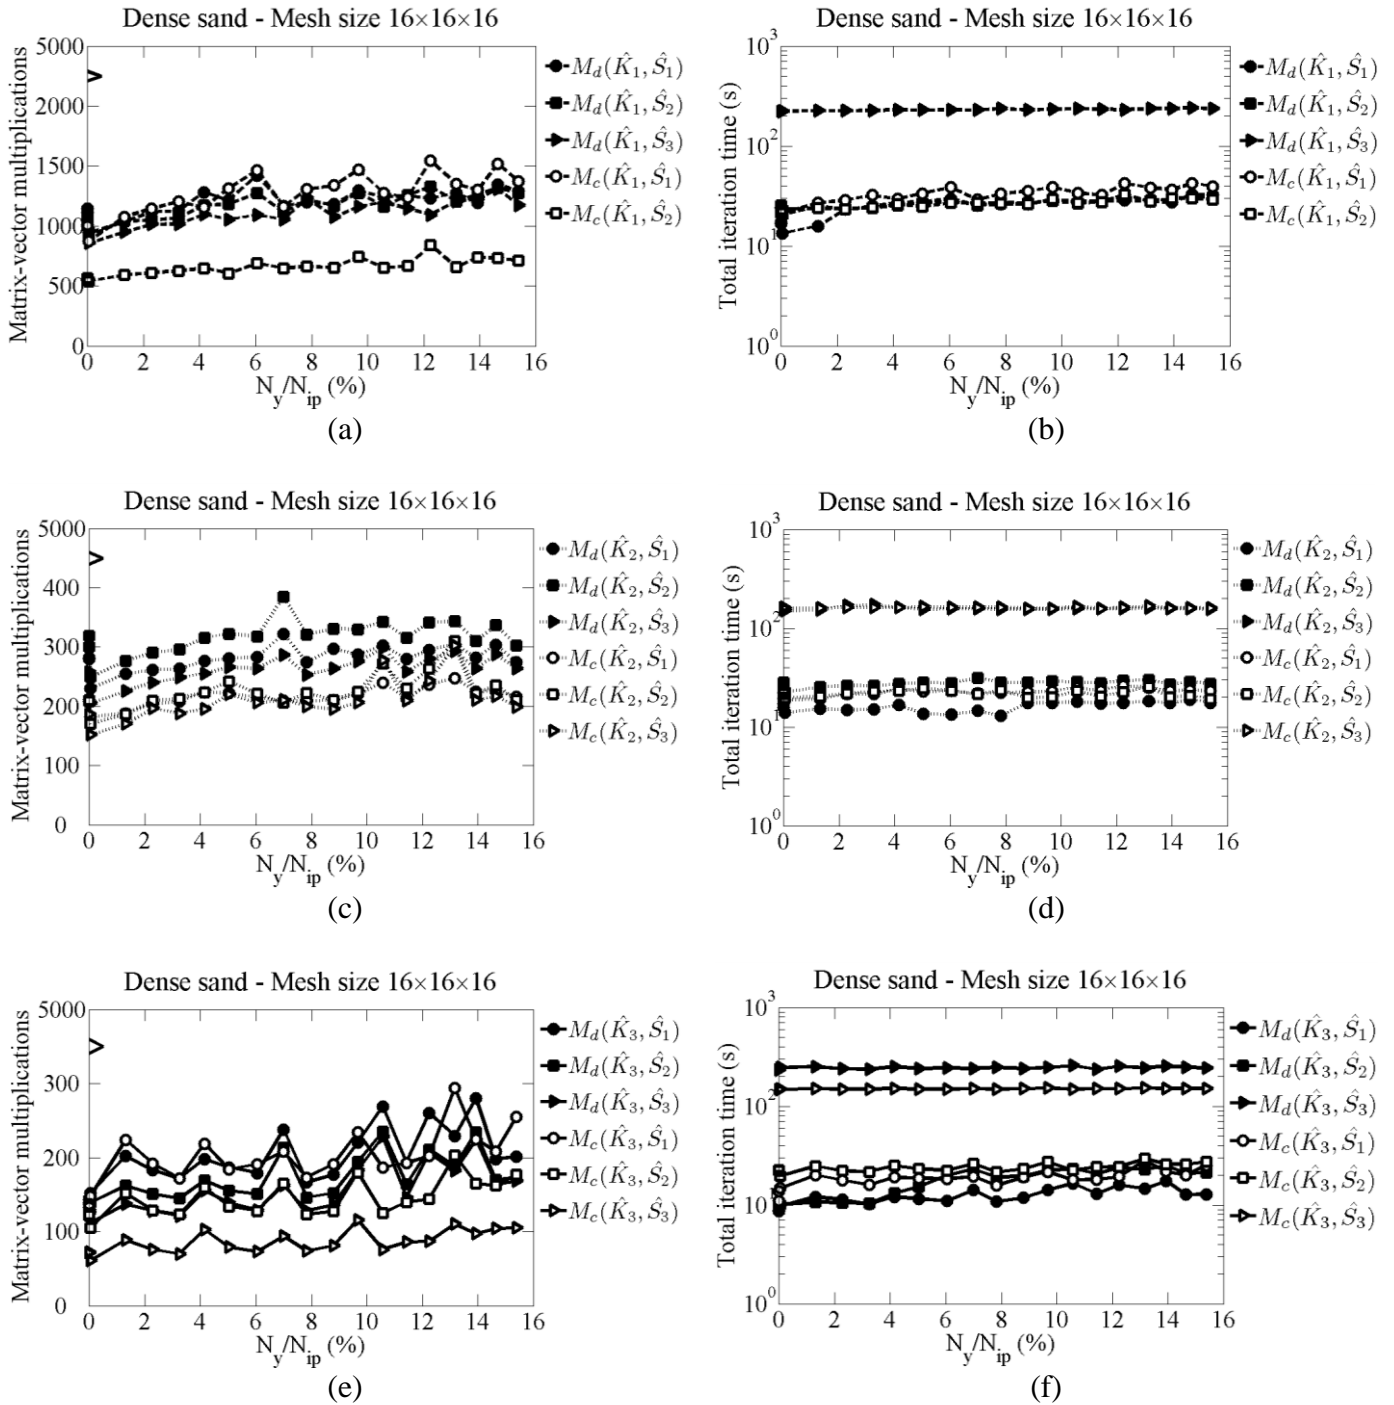 Dense sand - Mesh size 16×16×16
Matrix-vector multiplications
5000
2000
1500
1000
500
0
>
0 2 4 6 8 10 12 14 16
N_y/N_ip (%)
M_d(K̂_1, Ŝ_1)
M_d(K̂_1, Ŝ_2)
M_d(K̂_1, Ŝ_3)
M_c(K̂_1, Ŝ_1)
M_c(K̂_1, Ŝ_2)
(a)
Dense sand - Mesh size 16×16×16
Total iteration time (s)
10^3
10^2
10^1
10^0
0 2 4 6 8 10 12 14 16
N_y/N_ip (%)
M_d(K̂_1, Ŝ_1)
M_d(K̂_1, Ŝ_2)
M_d(K̂_1, Ŝ_3)
M_c(K̂_1, Ŝ_1)
M_c(K̂_1, Ŝ_2)
(b)
Dense sand - Mesh size 16×16×16
Matrix-vector multiplications
5000
400
300
200
100
0
>
0 2 4 6 8 10 12 14 16
N_y/N_ip (%)
M_d(K̂_2, Ŝ_1)
M_d(K̂_2, Ŝ_2)
M_d(K̂_2, Ŝ_3)
M_c(K̂_2, Ŝ_1)
M_c(K̂_2, Ŝ_2)
M_c(K̂_2, Ŝ_3)
(c)
Dense sand - Mesh size 16×16×16
Total iteration time (s)
10^3
10^2
10^1
10^0
0 2 4 6 8 10 12 14 16
N_y/N_ip (%)
M_d(K̂_2, Ŝ_1)
M_d(K̂_2, Ŝ_2)
M_d(K̂_2, Ŝ_3)
M_c(K̂_2, Ŝ_1)
M_c(K̂_2, Ŝ_2)
M_c(K̂_2, Ŝ_3)
(d)
Dense sand - Mesh size 16×16×16
Matrix-vector multiplications
5000
300
200
100
0
>
0 2 4 6 8 10 12 14 16
N_y/N_ip (%)
M_d(K̂_3, Ŝ_1)
M_d(K̂_3, Ŝ_2)
M_d(K̂_3, Ŝ_3)
M_c(K̂_3, Ŝ_1)
M_c(K̂_3, Ŝ_2)
M_c(K̂_3, Ŝ_3)
(e)
Dense sand - Mesh size 16×16×16
Total iteration time (s)
10^3
10^2
10^1
10^0
0 2 4 6 8 10 12 14 16
N_y/N_ip (%)
M_d(K̂_3, Ŝ_1)
M_d(K̂_3, Ŝ_2)
M_d(K̂_3, Ŝ_3)
M_c(K̂_3, Ŝ_1)
M_c(K̂_3, Ŝ_2)
M_c(K̂_3, Ŝ_3)
(f)